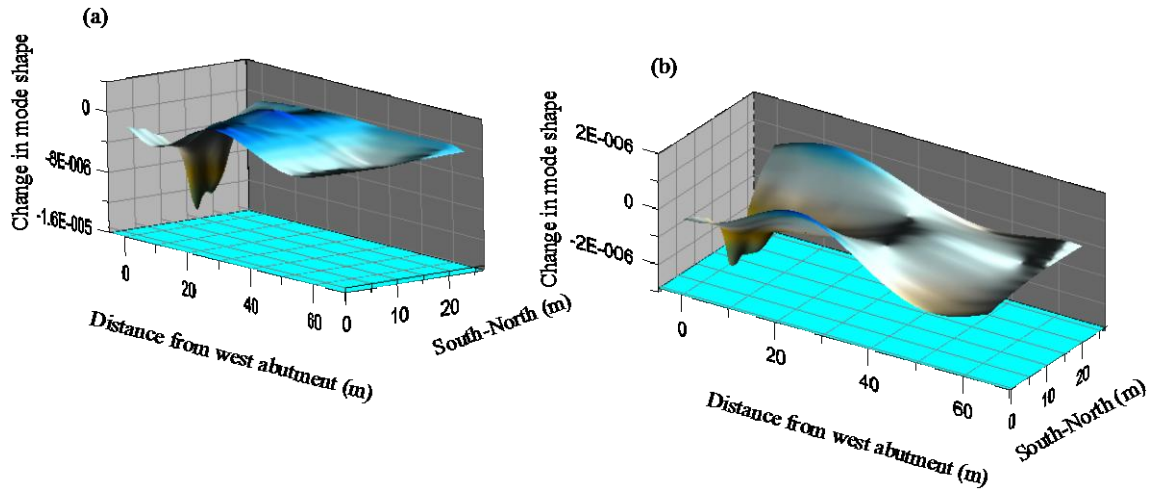 (a)
Change in mode shape
0
-8E-006
-1.6E-005
0
20
40
60
0
10
20
Distance from west abutment (m)
South-North (m)
(b)
Change in mode shape
2E-006
0
-2E-006
0
20
40
60
0
10
20
Distance from west abutment (m)
South-North (m)